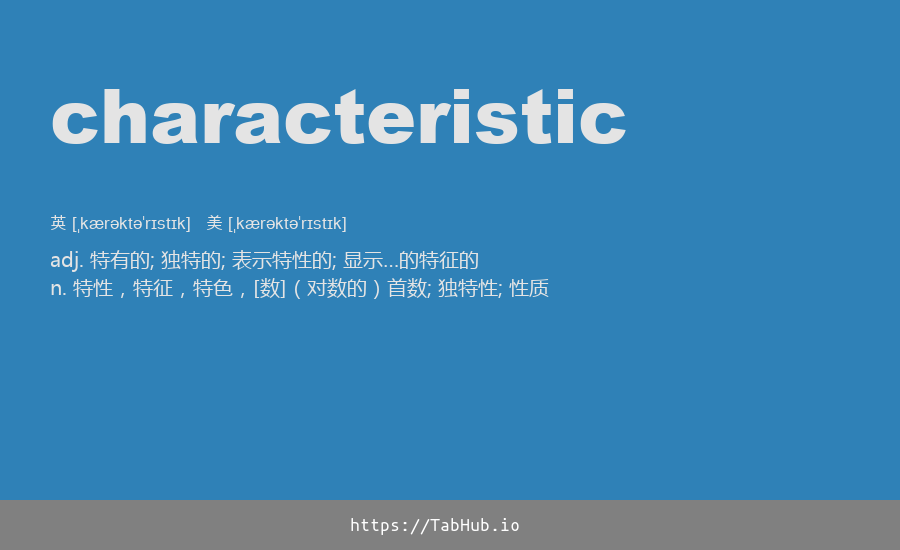 characteristic
英 [ˌkærəktəˈrɪstɪk] 美 [ˌkærəktəˈrɪstɪk]
adj. 特有的; 独特的; 表示特性的; 显示…的特征的
n. 特性，特征，特色，[数]（对数的）首数; 独特性; 性质
https://TabHub.io